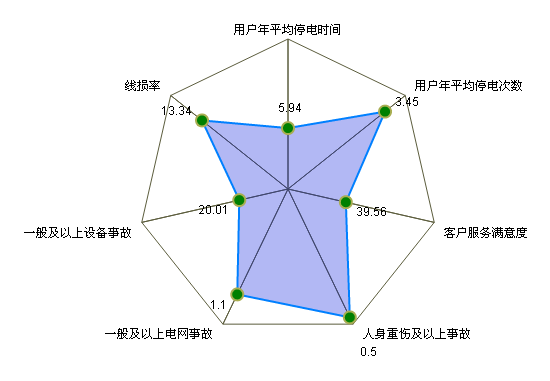 用户年平均停电时间
线损率
用户年平均停电次数
13.34
5.94
3.45
20.01
39.56
一般及以上设备事故
客户服务满意度
1.1
一般及以上电网事故
人身重伤及以上事故
0.5